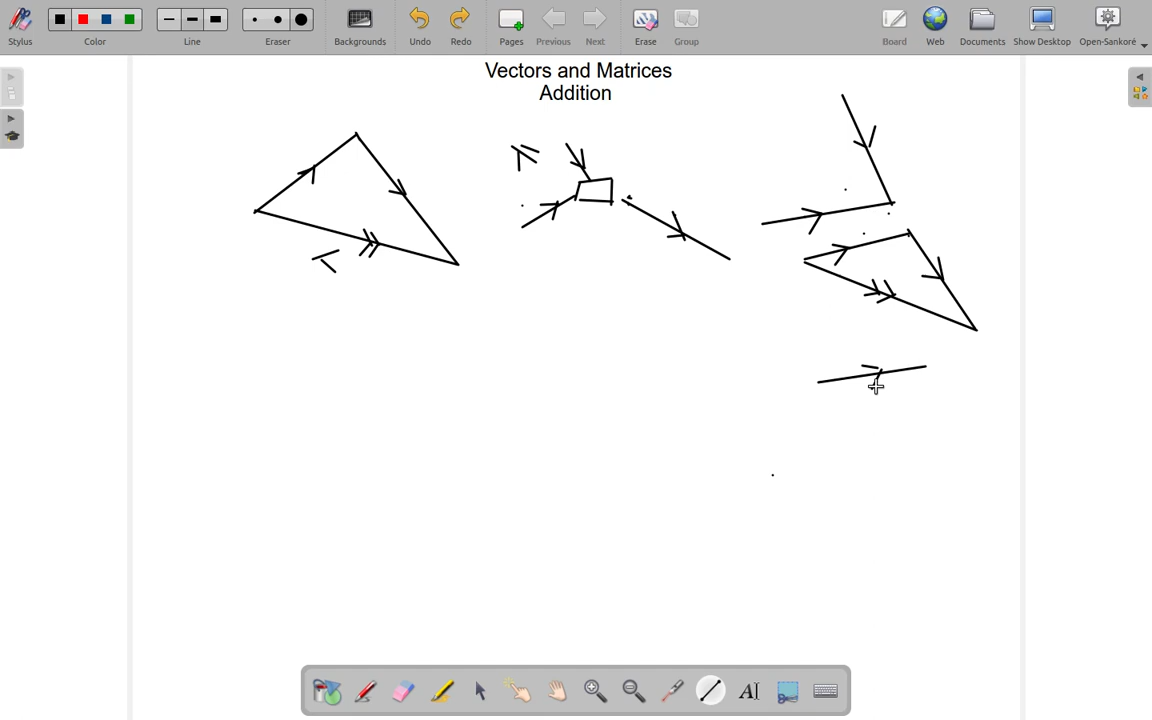 Stylus
Color
Line
Eraser
Backgrounds
Undo
Redo
Pages
Previous
Next
Erase
Group
Board
Web
Documents
Show Desktop
Open-Sankoré
Vectors and Matrices
Addition
AI